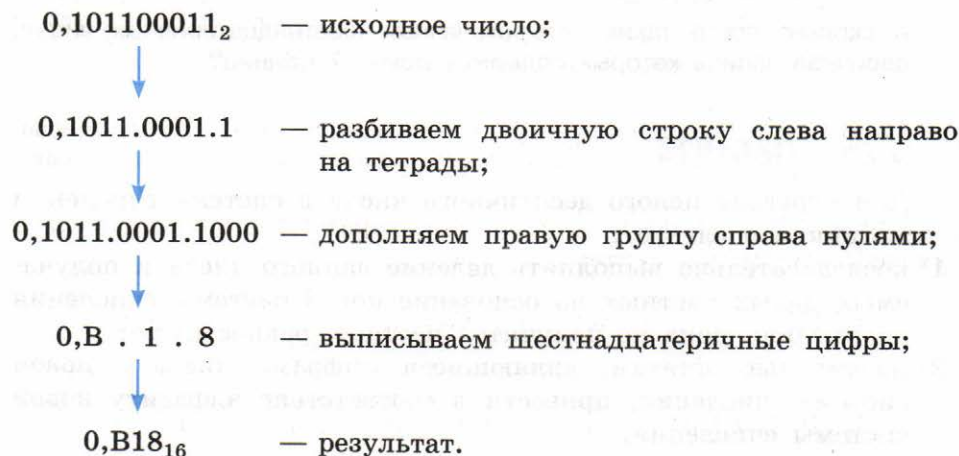 0,101100011₂ — исходное число;
0,1011.0001.1 — разбиваем двоичную строку слева направо
на тетрады;
0,1011.0001.1000 — дополняем правую группу справа нулями;
0,B . 1 . 8 — выписываем шестнадцатеричные цифры;
0,B18₁₆ — результат.